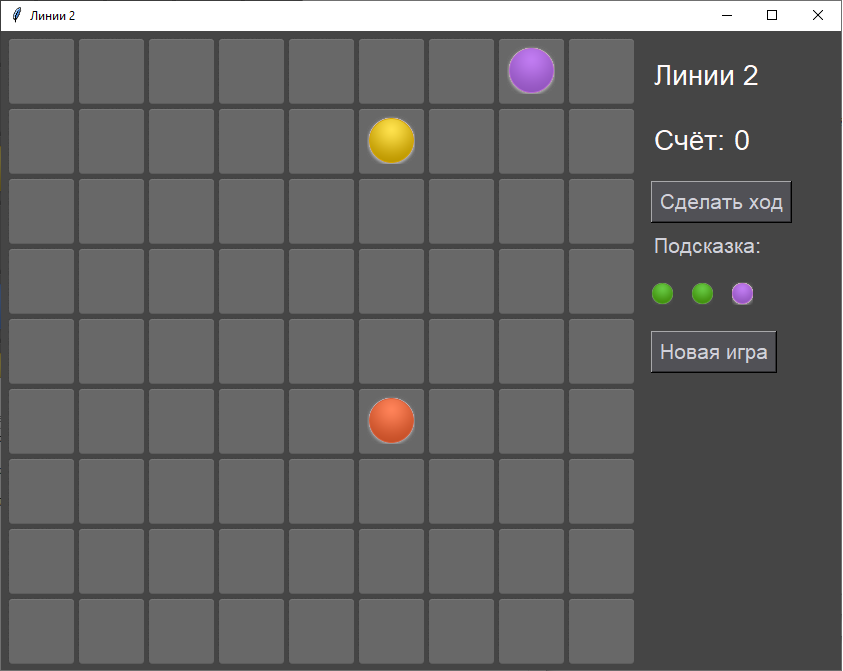 Линии 2
Линии 2
Счёт: 0
Сделать ход
Подсказка:
Новая игра